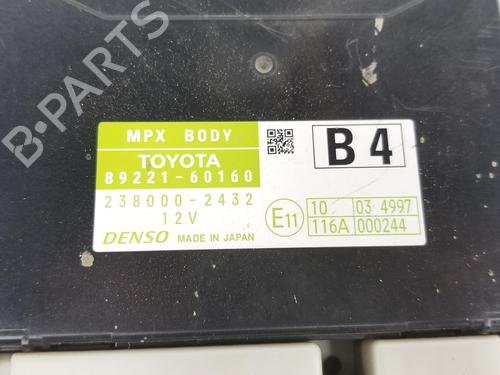 B-PARTS
MPX BODY
TOYOTA
89221-60160
B4
238000-2432
12V
DENSO MADE IN JAPAN
E11
10 03 4997
116A 000244